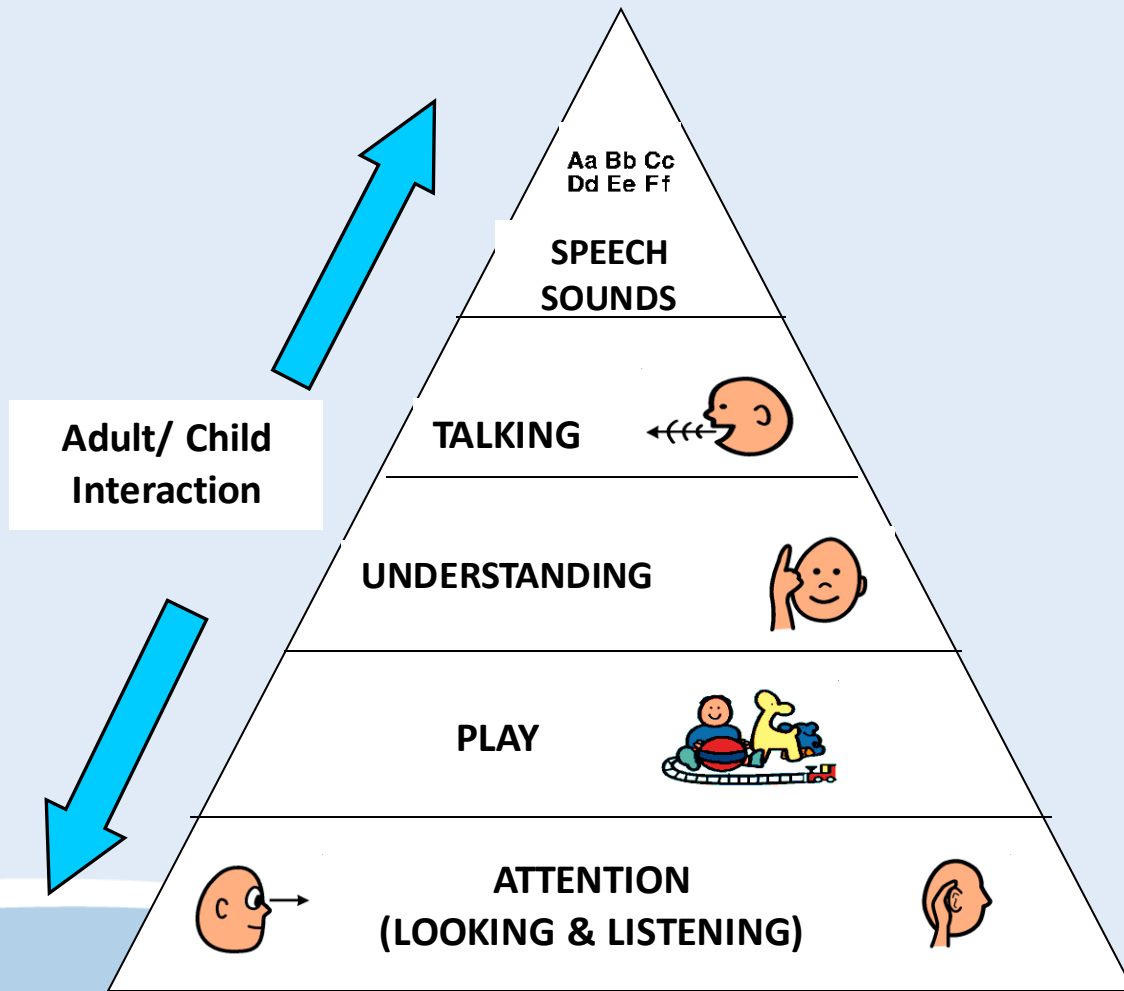 Aa Bb Cc
Dd Ee Ff
SPEECH
SOUNDS
TALKING
Adult/ Child
Interaction
UNDERSTANDING
PLAY
ATTENTION
(LOOKING & LISTENING)